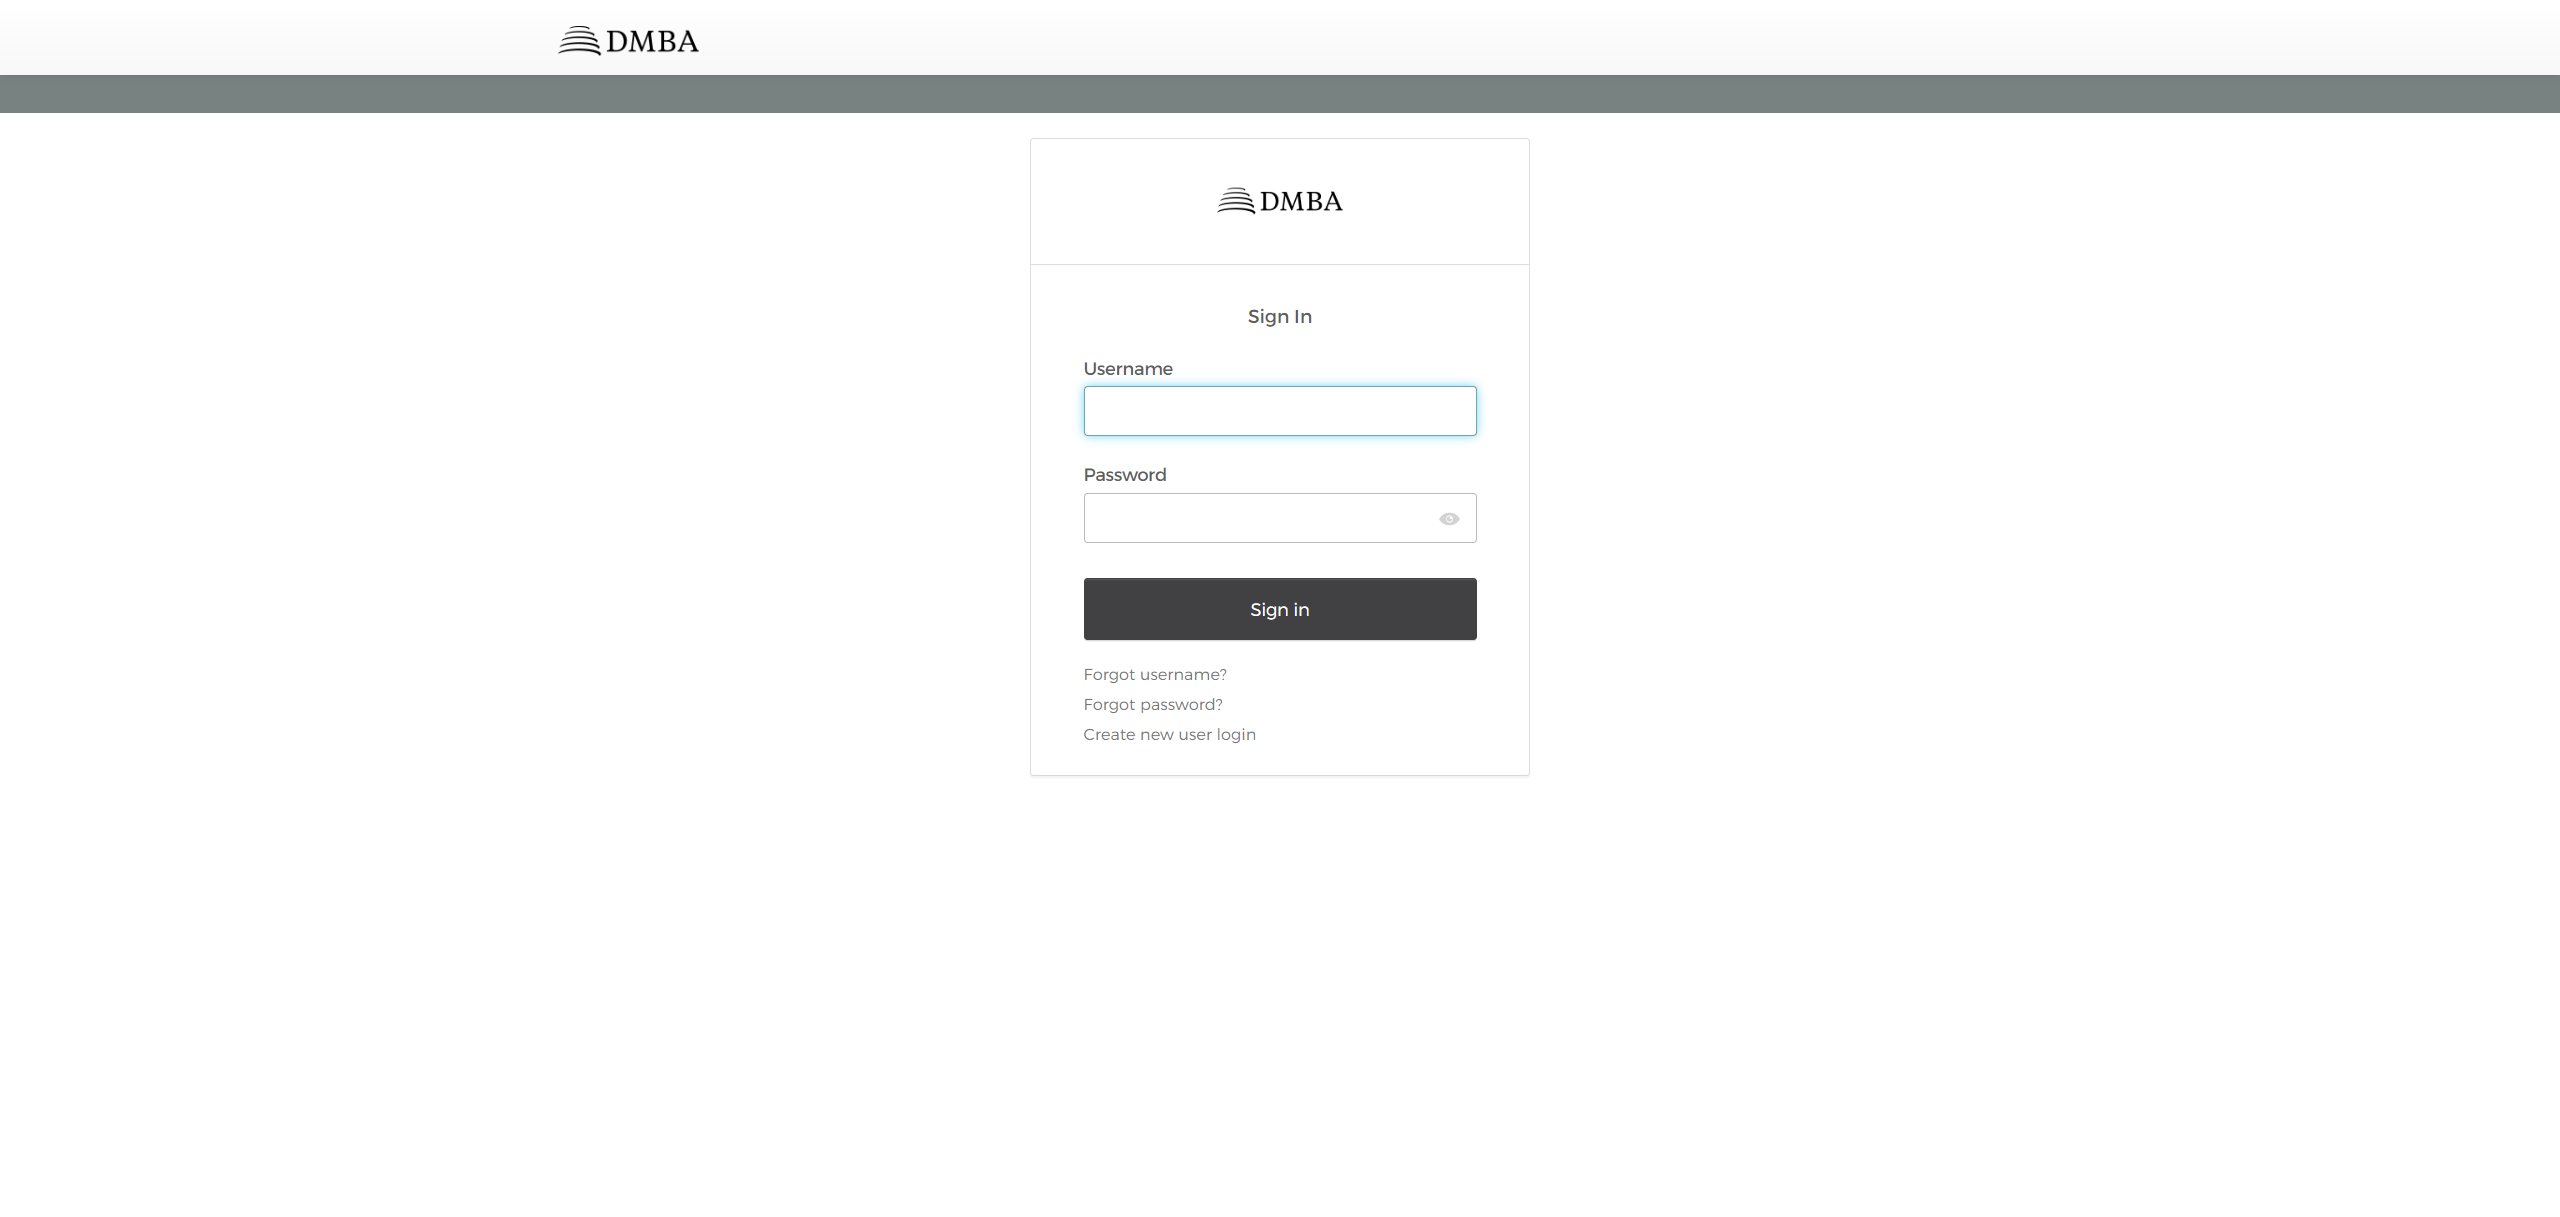 DMBA
DMBA
Sign In
Username
Password
Sign in
Forgot username?
Forgot password?
Create new user login